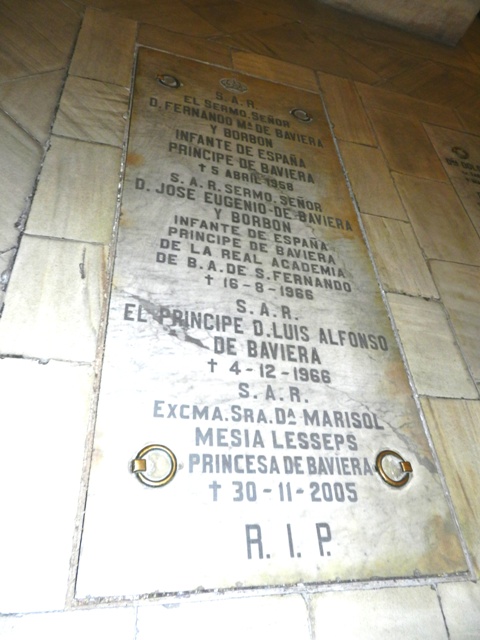 S. A. R.
EL SERMO. SEÑOR
D. FERNANDO Mª. DE BAVIERA
Y BORBON
INFANTE DE ESPAÑA
PRINCIPE DE BAVIERA
† 5 ABRIL 1958
S. A. R. SERMO. SEÑOR
D. JOSE EUGENIO-DE-BAVIERA
Y BORBON
INFANTE DE ESPAÑA
PRINCIPE DE BAVIERA
DE LA REAL ACADEMIA
DE B.A. DE S. FERNANDO
† 16-8-1966
S. A. R.
EL PRINCIPE D. LUIS ALFONSO
DE BAVIERA
† 4-12-1966
S. A. R.
EXCMA. SRA. Dª MARISOL
MESIA LESSEPS
PRINCESA DE BAVIERA
† 30-11-2005
R. I. P.